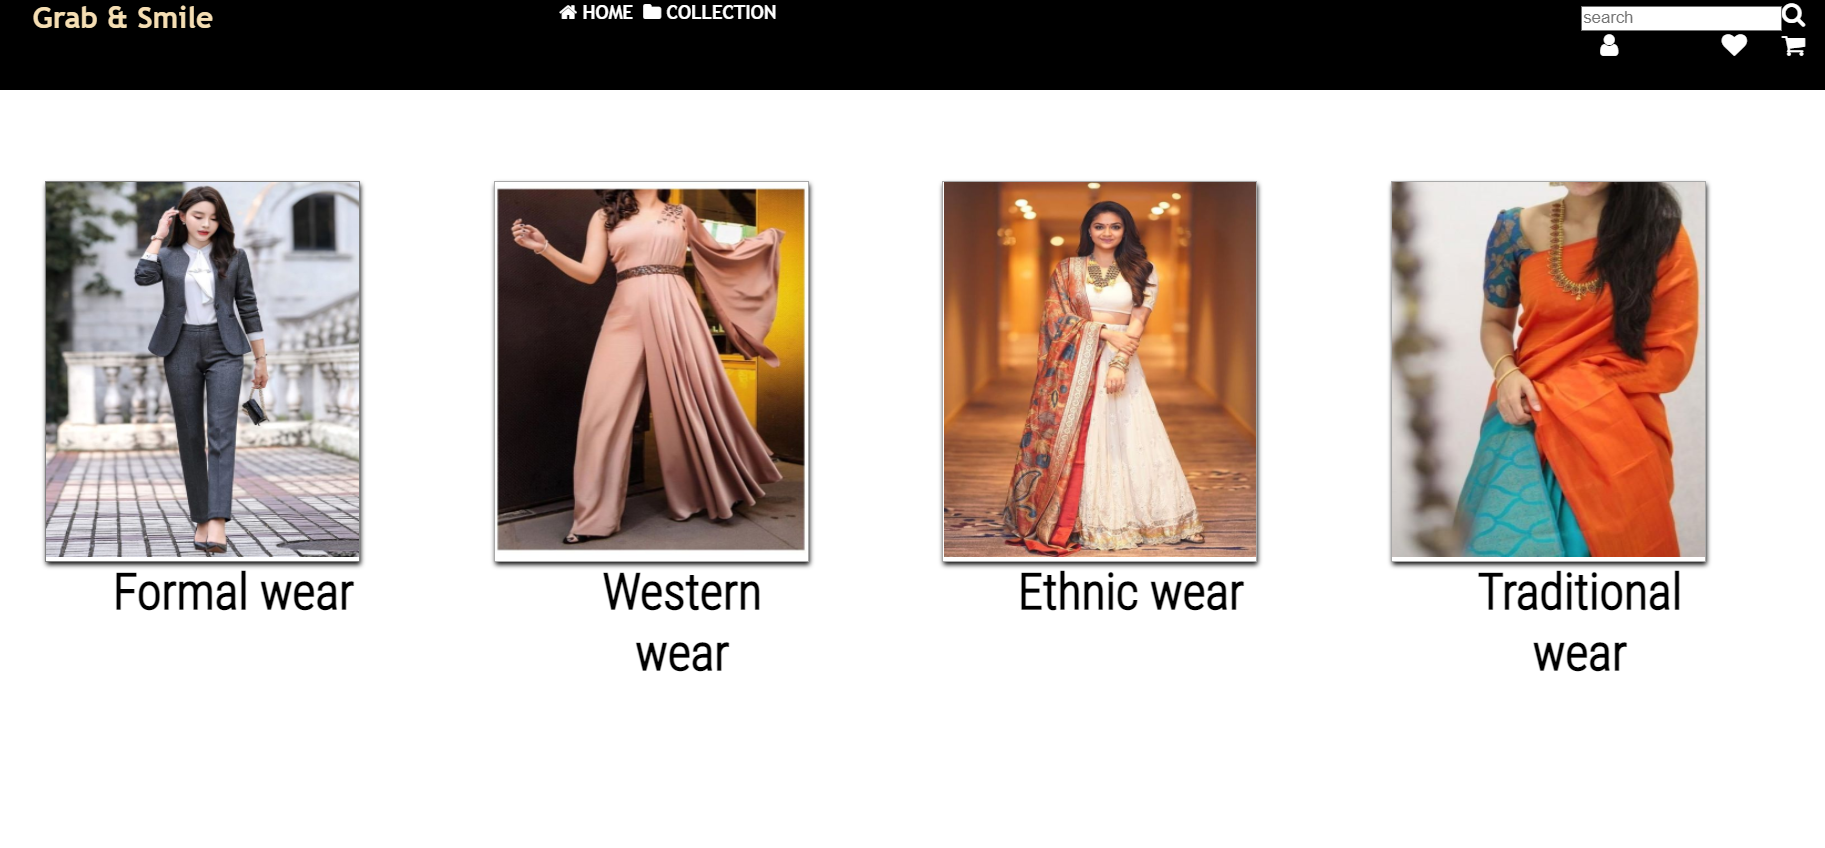 Grab & Smile
HOME COLLECTION
search
Formal wear
Western
wear
Ethnic wear
Traditional
wear